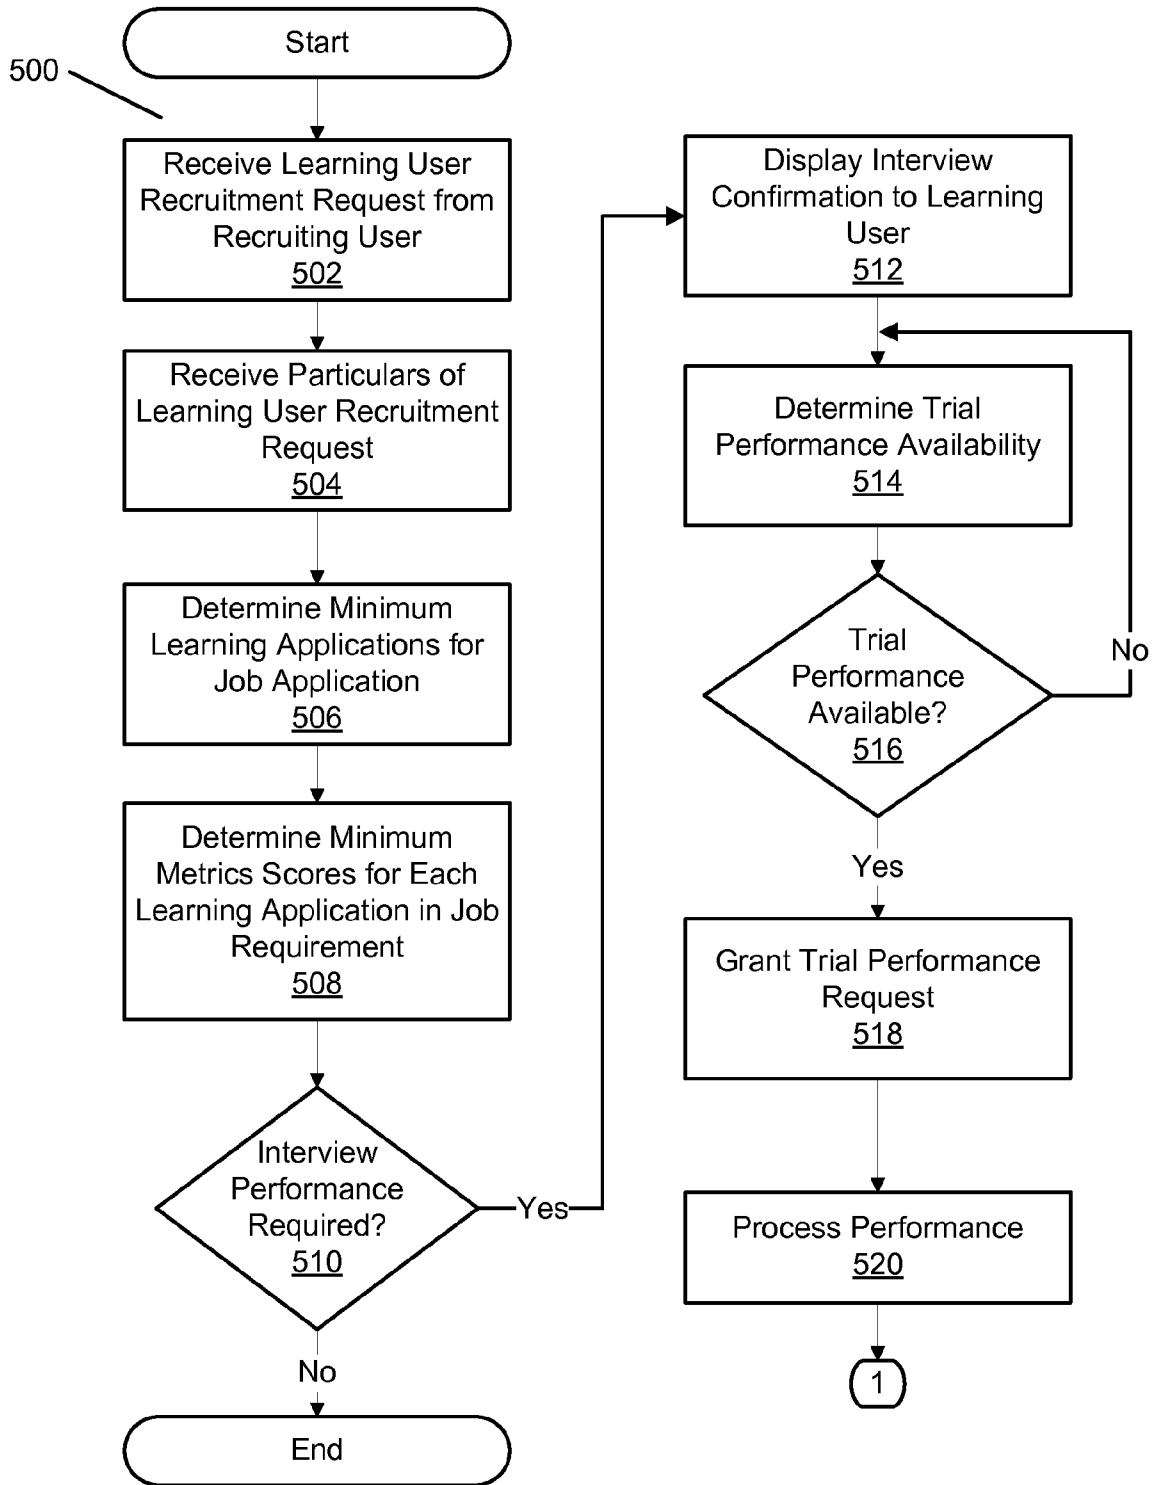 Start
500
Receive Learning User
Recruitment Request from
Recruiting User
502
Receive Particulars of
Learning User Recruitment
Request
504
Determine Minimum
Learning Applications for
Job Application
506
Determine Minimum
Metrics Scores for Each
Learning Application in Job
Requirement
508
Interview
Performance
Required?
510
Yes
No
End
Display Interview
Confirmation to Learning
User
512
Determine Trial
Performance Availability
514
Trial
Performance
Available?
516
No
Yes
Grant Trial Performance
Request
518
Process Performance
520
1